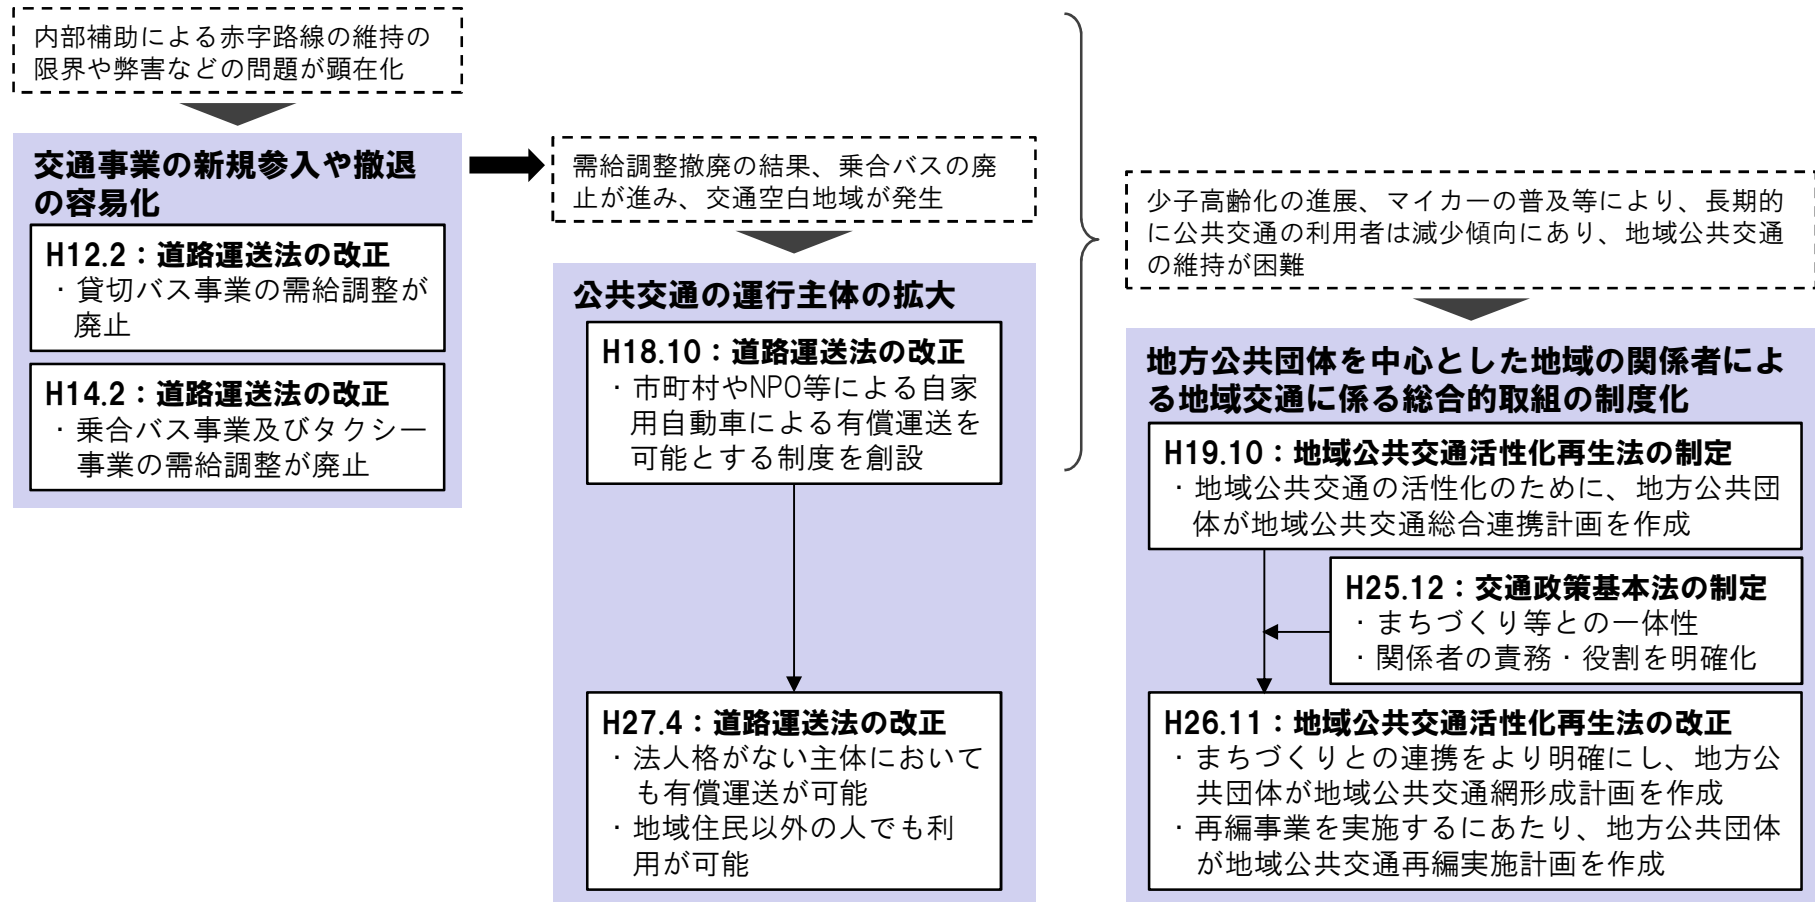 内部補助による赤字路線の維持の
限界や弊害などの問題が顕在化
交通事業の新規参入や撤退
の容易化
H12.2：道路運送法の改正
・貸切バス事業の需給調整が
廃止
H14.2：道路運送法の改正
・乗合バス事業及びタクシー
事業の需給調整が廃止
需給調整撤廃の結果、乗合バスの廃
止が進み、交通空白地域が発生
公共交通の運行主体の拡大
H18.10：道路運送法の改正
・市町村やNPO等による自家
用自動車による有償運送を
可能とする制度を創設
H27.4：道路運送法の改正
・法人格がない主体において
も有償運送が可能
・地域住民以外の人でも利
用が可能
少子高齢化の進展、マイカーの普及等により、長期的
に公共交通の利用者は減少傾向にあり、地域公共交通
の維持が困難
地方公共団体を中心とした地域の関係者によ
る地域交通に係る総合的取組の制度化
H19.10：地域公共交通活性化再生法の制定
・地域公共交通の活性化のために、地方公共団
体が地域公共交通総合連携計画を作成
H25.12：交通政策基本法の制定
・まちづくり等との一体性
・関係者の責務・役割を明確化
H26.11：地域公共交通活性化再生法の改正
・まちづくりとの連携をより明確にし、地方公
共団体が地域公共交通網形成計画を作成
・再編事業を実施するにあたり、地方公共団体
が地域公共交通再編実施計画を作成